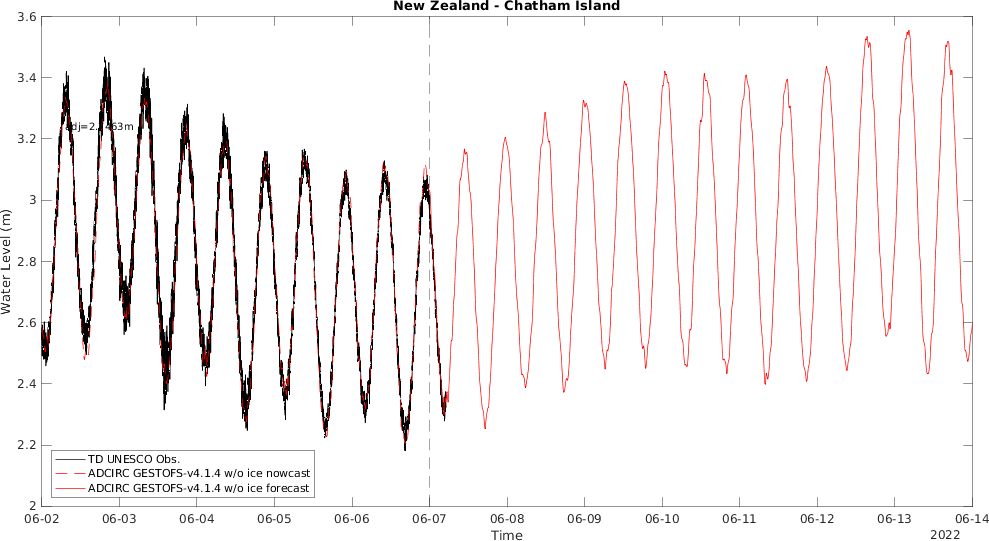 New Zealand - Chatham Island
3.6
3.4
3.2
3
2.8
2.6
2.4
2.2
2
Water Level (m)
TD UNESCO Obs.
ADCIRC GESTOFS-v4.1.4 w/o ice nowcast
ADCIRC GESTOFS-v4.1.4 w/o ice forecast
06-02 06-03 06-04 06-05 06-06 06-07 06-08 06-09 06-10 06-11 06-12 06-13 06-14
Time
2022